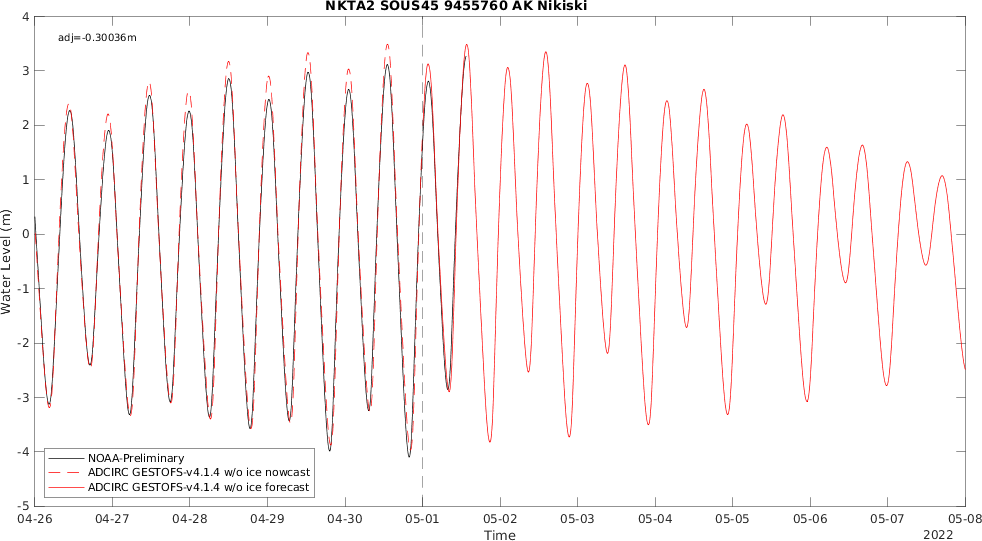 NKTA2 SOUS45 9455760 AK Nikiski
adj=-0.30036m
4
3
2
1
0
-1
-2
-3
-4
-5
Water Level (m)
NOAA-Preliminary
ADCIRC GESTOFS-v4.1.4 w/o ice nowcast
ADCIRC GESTOFS-v4.1.4 w/o ice forecast
04-26 04-27 04-28 04-29 04-30 05-01 05-02 05-03 05-04 05-05 05-06 05-07 05-08
Time
2022